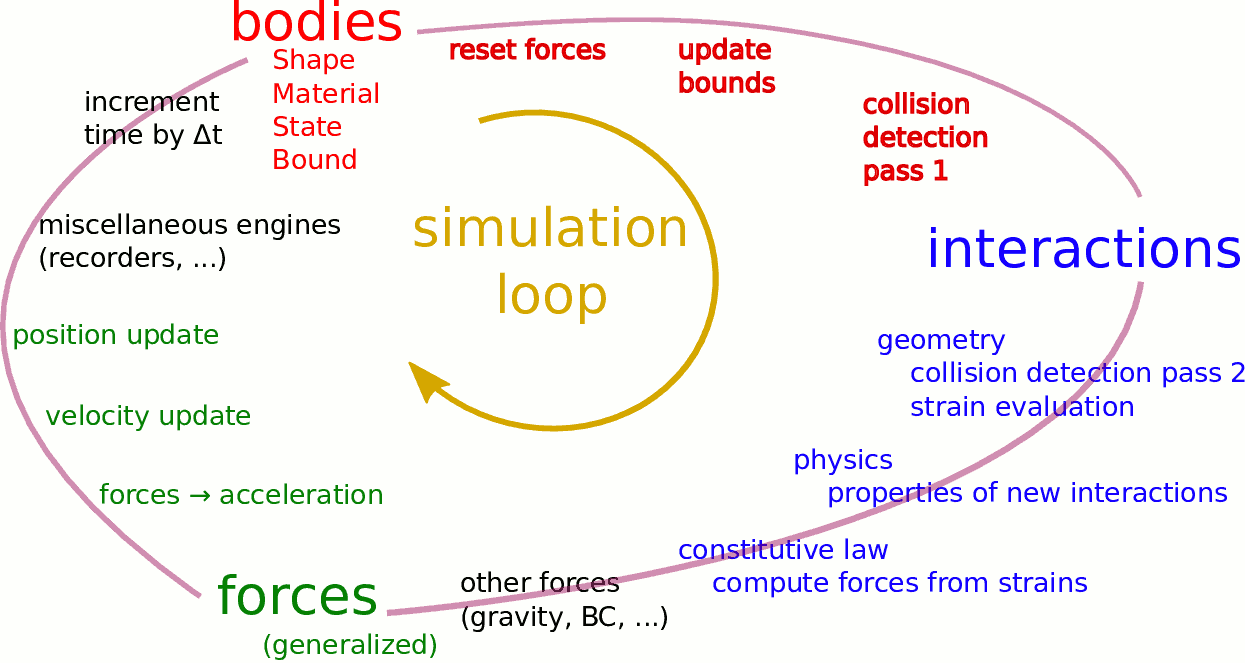 bodies
Shape
Material
State
Bound
reset forces
update
bounds
collision
detection
pass 1
increment
time by Δt
simulation
loop
interactions
miscellaneous engines
(recorders, ...)
position update
geometry
collision detection pass 2
strain evaluation
velocity update
physics
properties of new interactions
forces → acceleration
constitutive law
compute forces from strains
forces
(generalized)
other forces
(gravity, BC, ...)